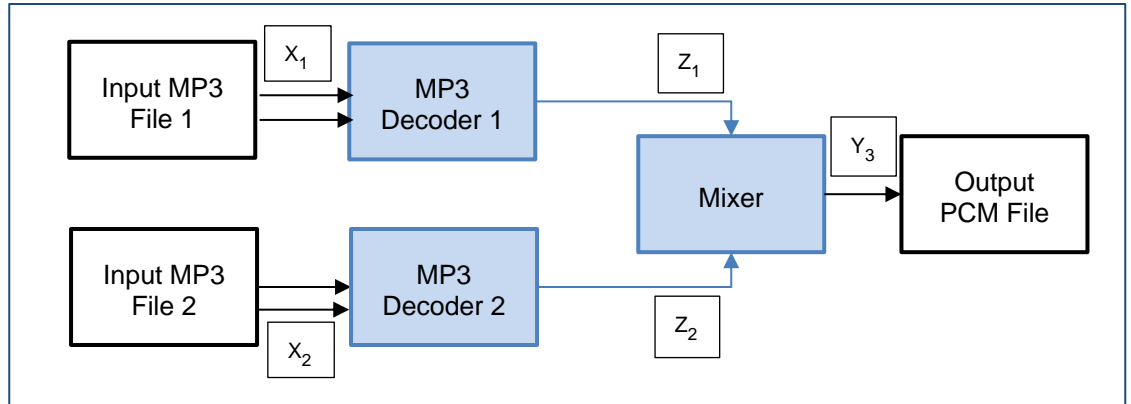 X1
Input MP3
File 1
MP3
Decoder 1
Z1
Mixer
Y3
Output
PCM File
Input MP3
File 2
X2
MP3
Decoder 2
Z2